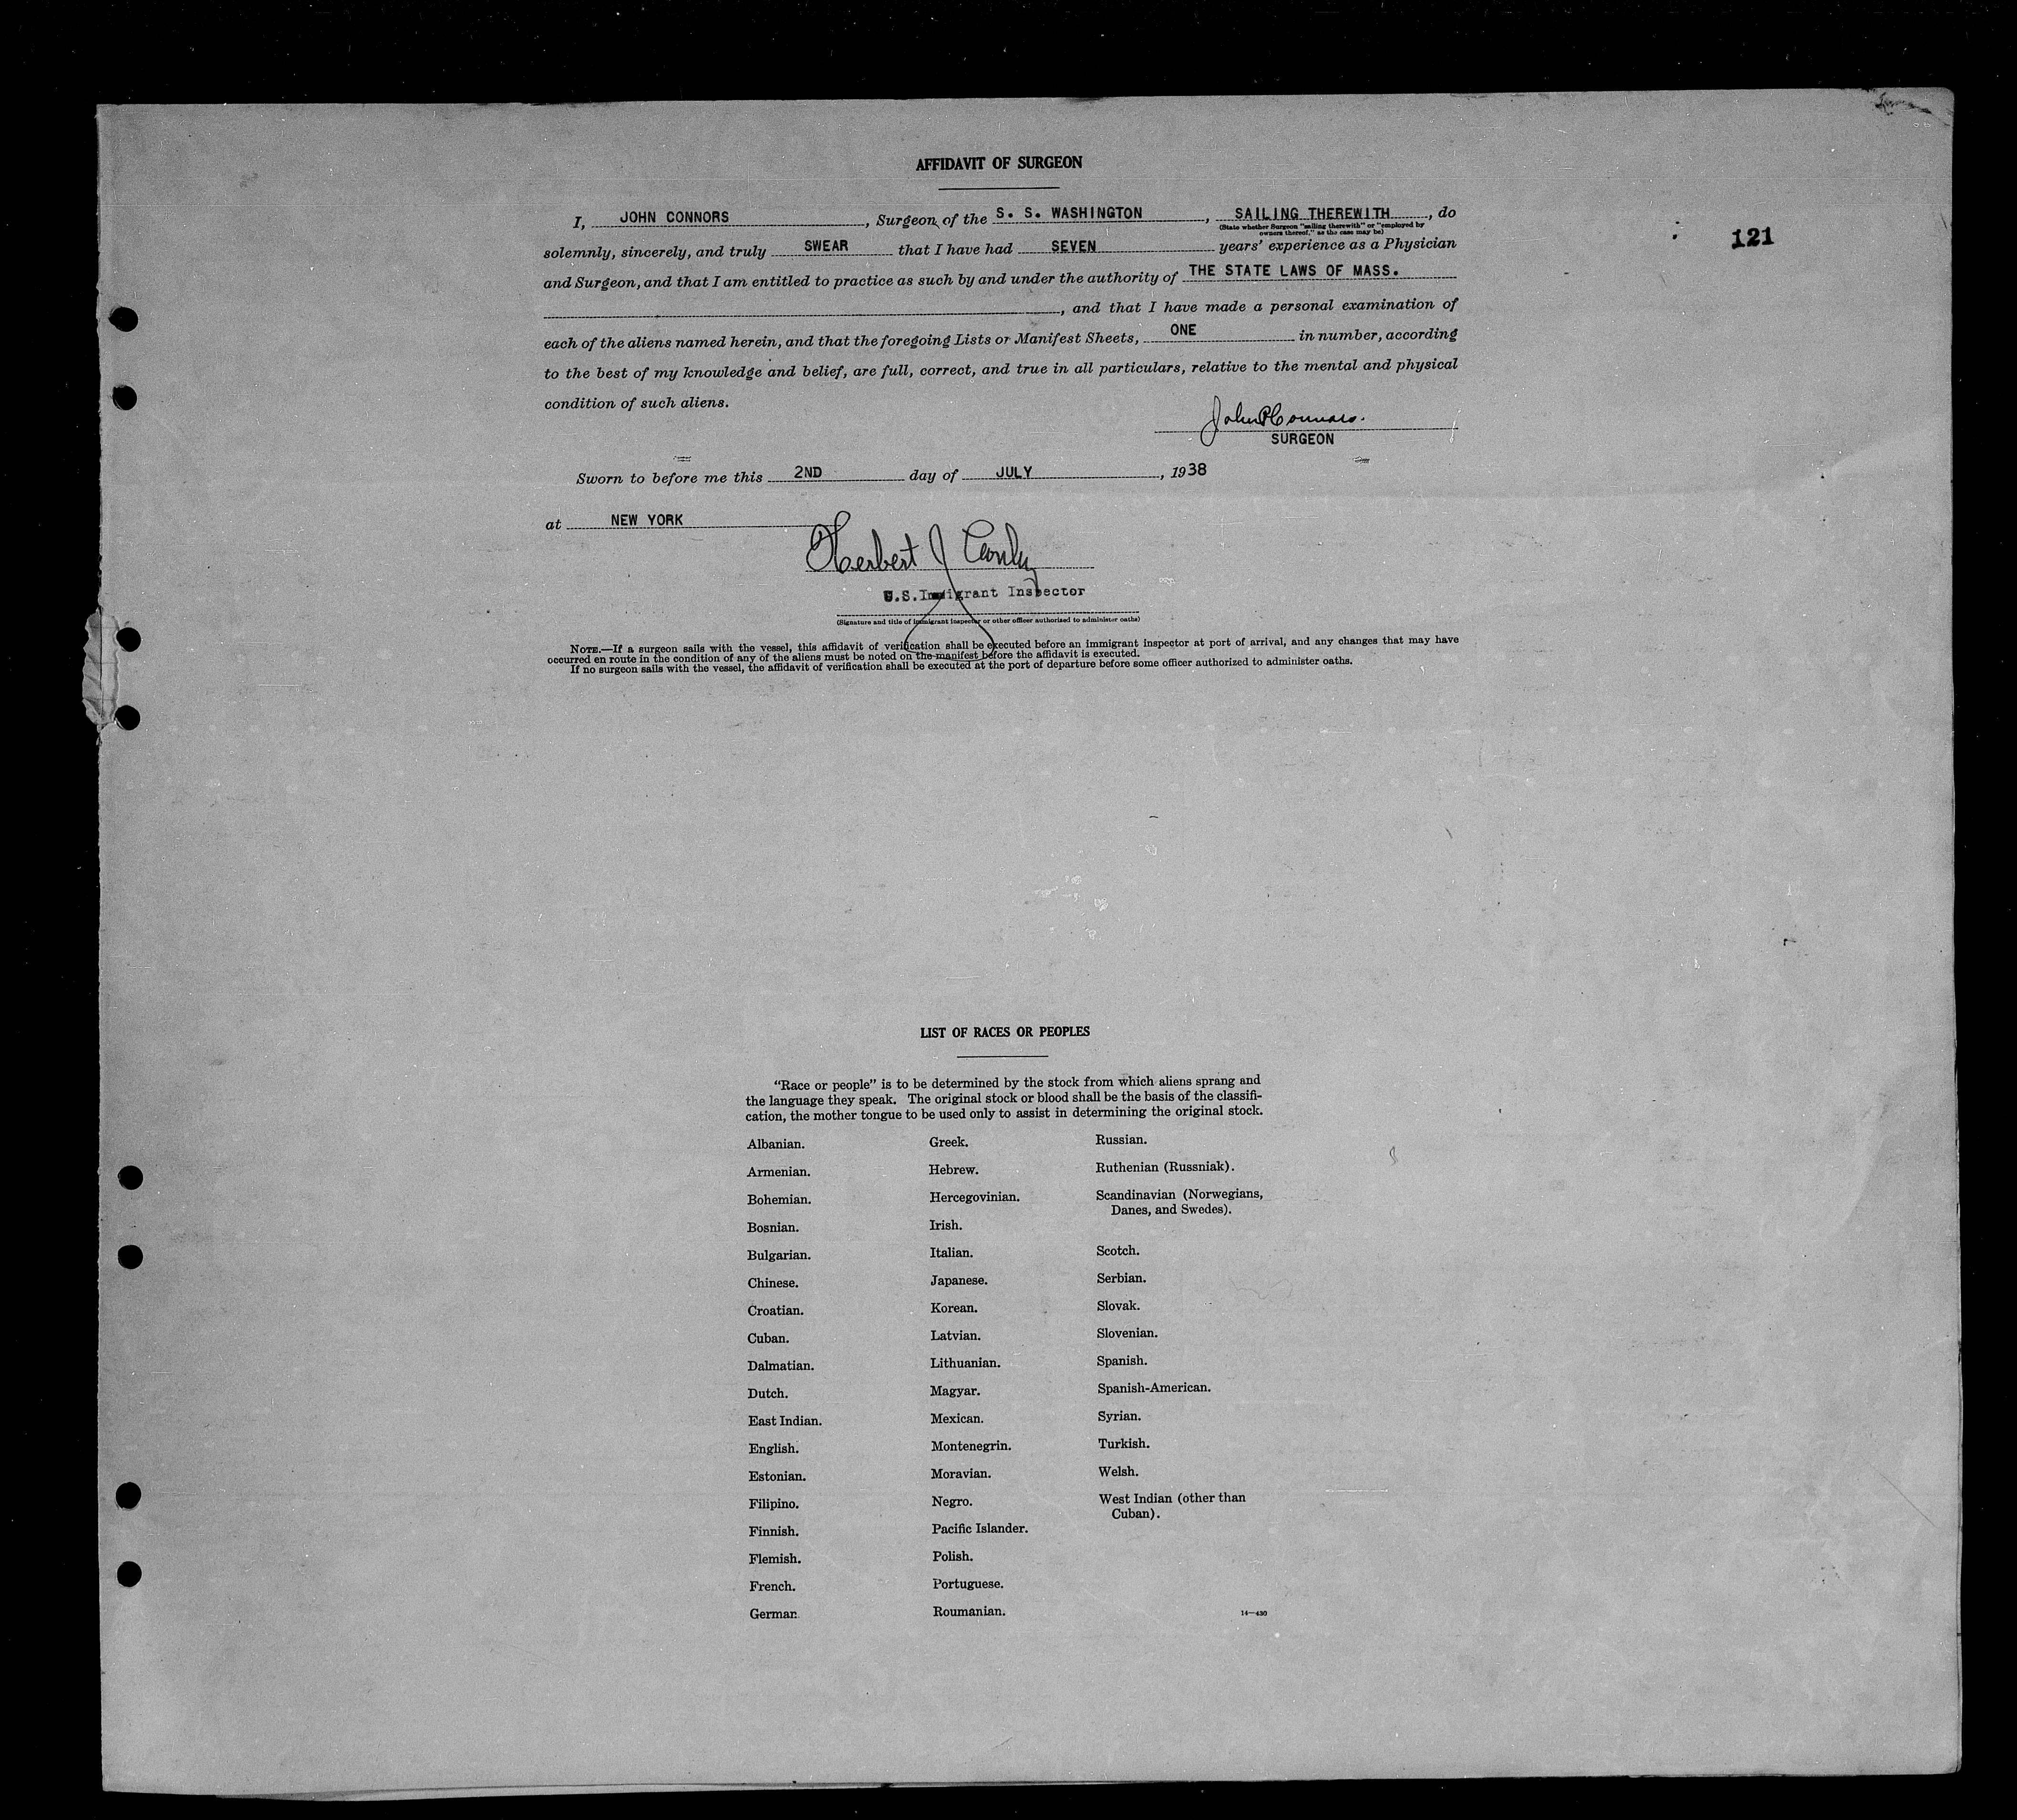 AFFIDAVIT OF SURGEON
I, JOHN CONNORS, Surgeon of the S. S. WASHINGTON, SAILING THEREWITH, do
(State whether Surgeon "sailing therewith" or "employed by
owners thereof," as the case may be)
121
solemnly, sincerely, and truly SWEAR that I have had SEVEN years' experience as a Physician
and Surgeon, and that I am entitled to practice as such by and under the authority of THE STATE LAWS OF MASS.
, and that I have made a personal examination of
each of the aliens named herein, and that the foregoing Lists or Manifest Sheets, ONE in number, according
to the best of my knowledge and belief, are full, correct, and true in all particulars, relative to the mental and physical
condition of such aliens.
John P Connors.
SURGEON
Sworn to before me this 2ND day of JULY, 1938
at NEW YORK
Herbert J
U.S.Immigrant Inspector
(Signature and title of immigrant inspector or other officer authorized to administer oaths)
NOTE.—If a surgeon sails with the vessel, this affidavit of verification shall be executed before an immigrant inspector at port of arrival, and any changes that may have
occurred en route in the condition of any of the aliens must be noted on the manifest before the affidavit is executed.
If no surgeon sails with the vessel, the affidavit of verification shall be executed at the port of departure before some officer authorized to administer oaths.
LIST OF RACES OR PEOPLES
"Race or people" is to be determined by the stock from which aliens sprang and
the language they speak. The original stock or blood shall be the basis of the classifi-
cation, the mother tongue to be used only to assist in determining the original stock.
Albanian.
Armenian.
Bohemian.
Bosnian.
Bulgarian.
Chinese.
Croatian.
Cuban.
Dalmatian.
Dutch.
East Indian.
English.
Estonian.
Filipino.
Finnish.
Flemish.
French.
German
Greek.
Hebrew.
Hercegovinian.
Irish.
Italian.
Japanese.
Korean.
Latvian.
Lithuanian.
Magyar.
Mexican.
Montenegrin.
Moravian.
Negro.
Pacific Islander.
Polish.
Portuguese.
Roumanian.
Russian.
Ruthenian (Russniak).
Scandinavian (Norwegians,
Danes, and Swedes).
Scotch.
Serbian.
Slovak.
Slovenian.
Spanish.
Spanish-American.
Syrian.
Turkish.
Welsh.
West Indian (other than
Cuban).
14—430